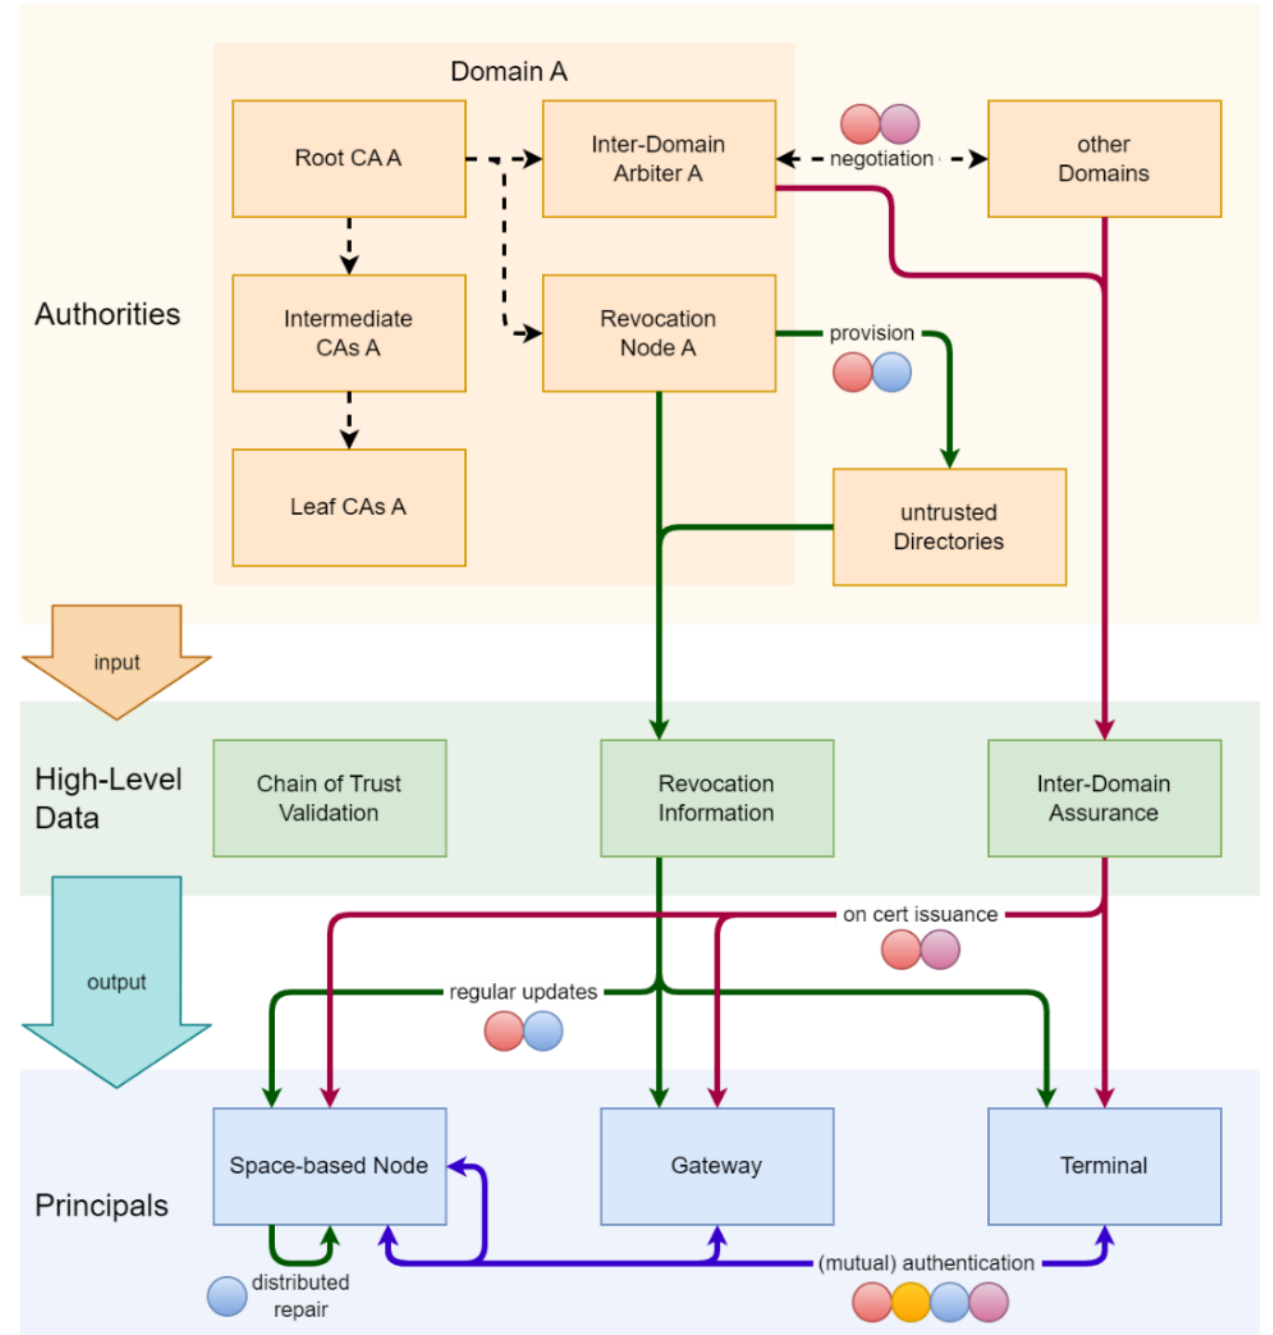 Domain A
Root CA A
Inter-Domain
Arbiter A
negotiation
other
Domains
Authorities
Intermediate
CAs A
Revocation
Node A
provision
Leaf CAs A
untrusted
Directories
input
High-Level
Data
Chain of Trust
Validation
Revocation
Information
Inter-Domain
Assurance
on cert issuance
output
regular updates
Principals
Space-based Node
Gateway
Terminal
(mutual) authentication
distributed
repair